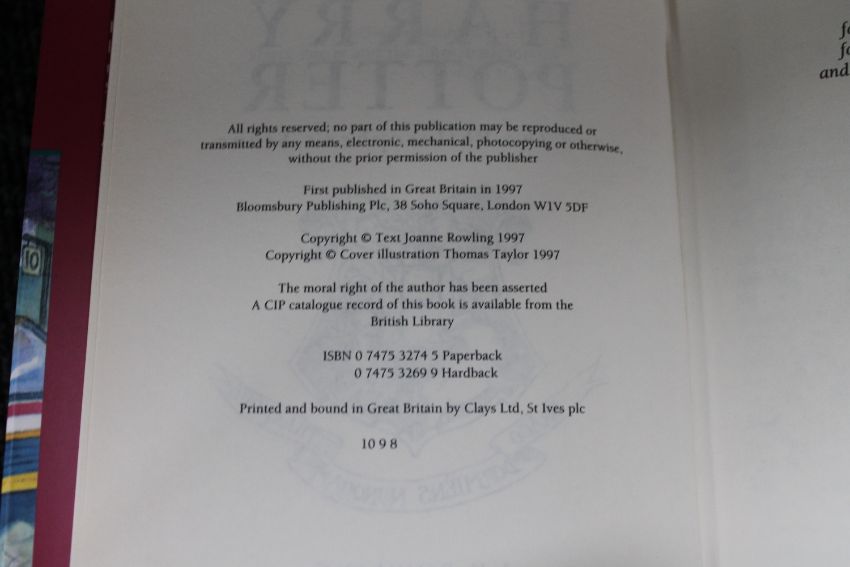 HARRY
POTTER
All rights reserved; no part of this publication may be reproduced or
transmitted by any means, electronic, mechanical, photocopying or otherwise,
without the prior permission of the publisher
First published in Great Britain in 1997
Bloomsbury Publishing Plc, 38 Soho Square, London W1V 5DF
Copyright © Text Joanne Rowling 1997
Copyright © Cover illustration Thomas Taylor 1997
The moral right of the author has been asserted
A CIP catalogue record of this book is available from the
British Library
ISBN 0 7475 3274 5 Paperback
0 7475 3269 9 Hardback
Printed and bound in Great Britain by Clays Ltd, St Ives plc
10 9 8
10
and